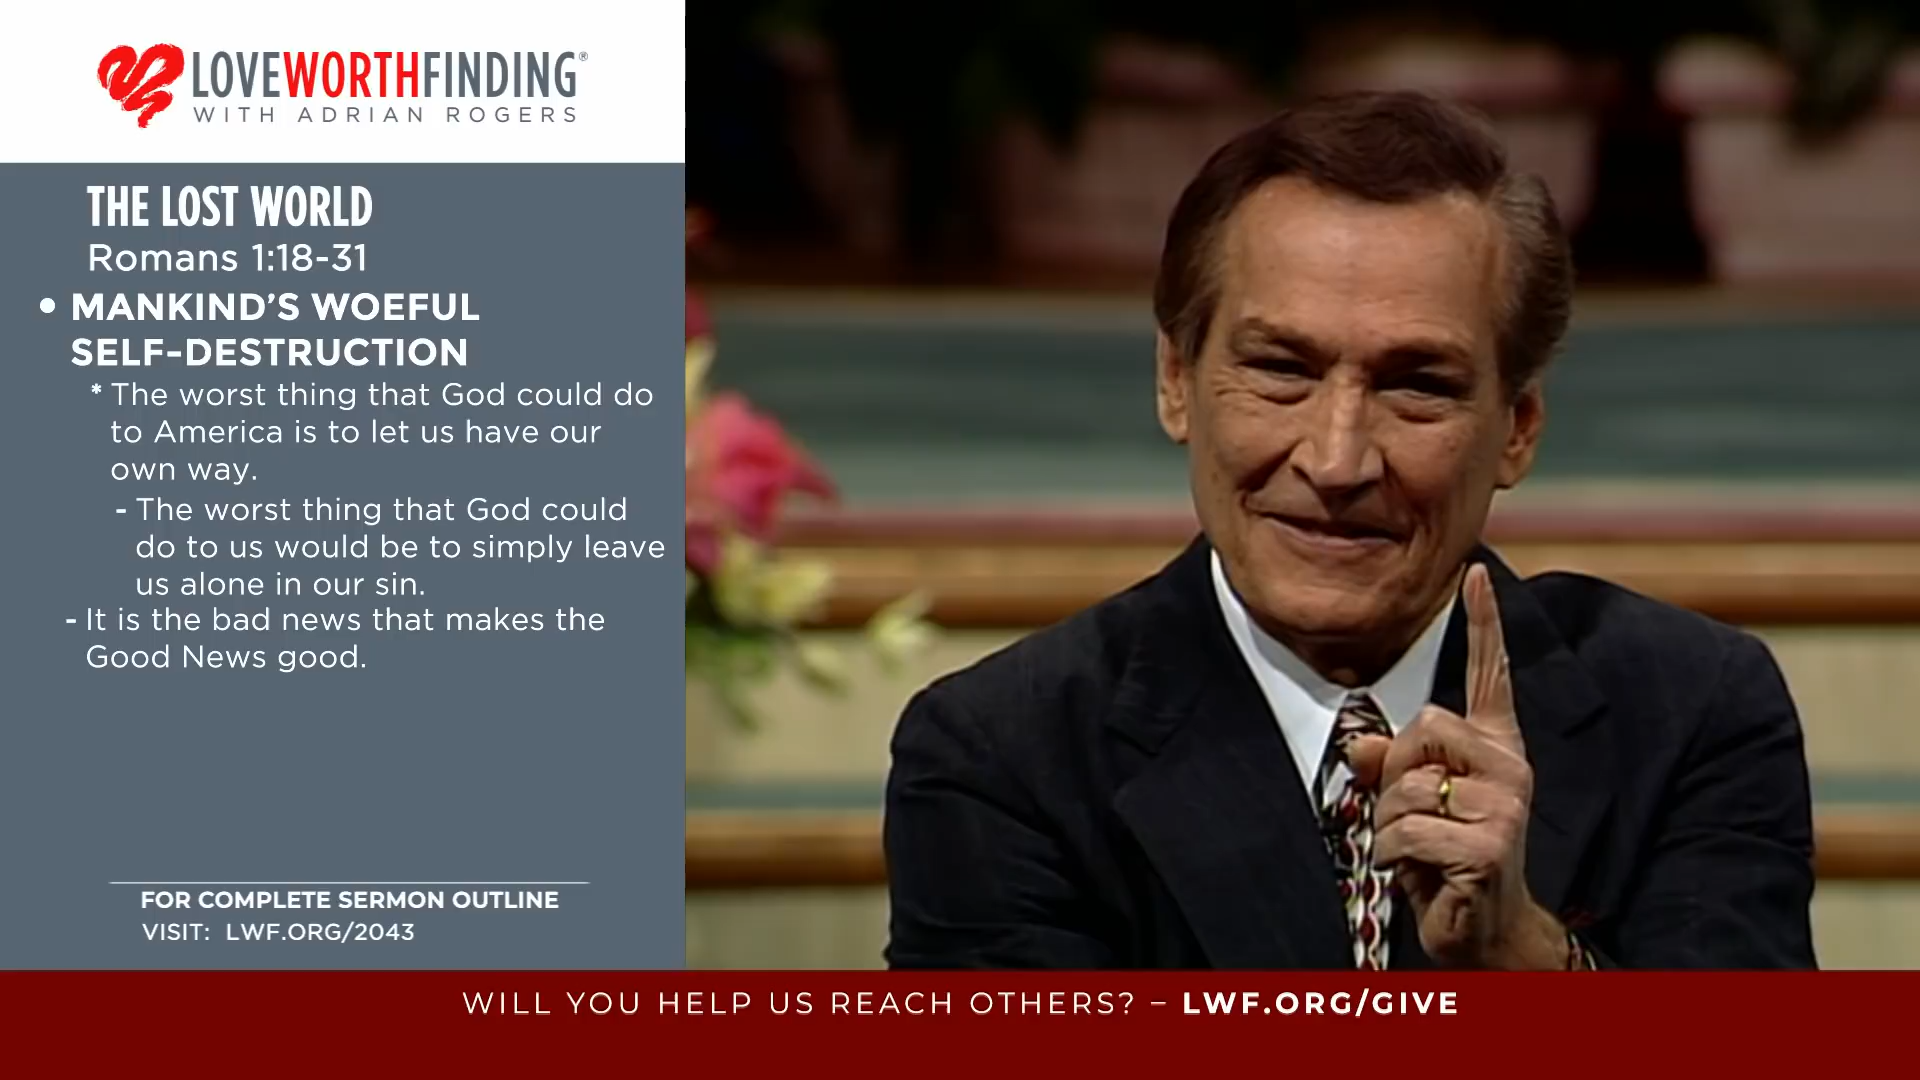 LOVEWORTHFINDING®
WITH ADRIAN ROGERS
THE LOST WORLD
Romans 1:18-31
• MANKIND'S WOEFUL
SELF-DESTRUCTION
* The worst thing that God could do
to America is to let us have our
own way.
- The worst thing that God could
do to us would be to simply leave
us alone in our sin.
- It is the bad news that makes the
Good News good.
FOR COMPLETE SERMON OUTLINE
VISIT: LWF.ORG/2043
WILL YOU HELP US REACH OTHERS? – LWF.ORG/GIVE